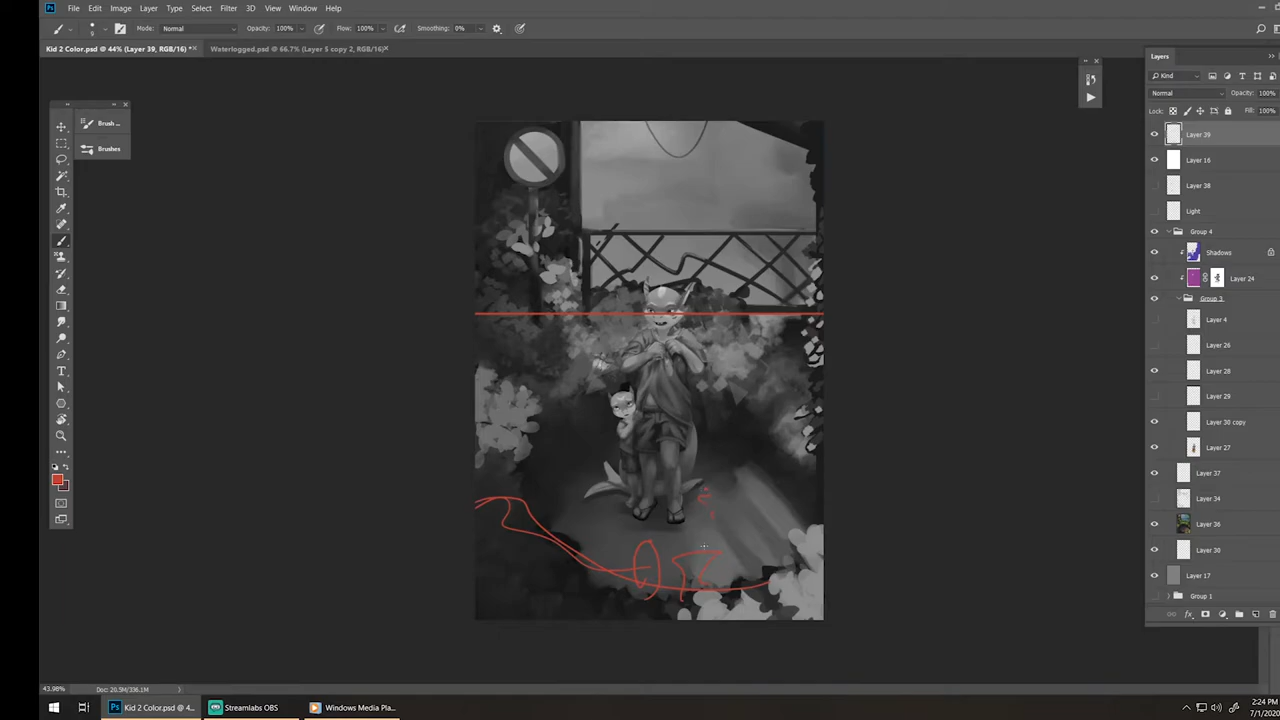 File Edit Image Layer Type Select Filter 3D View Window Help
Mode: Normal Opacity: 100% Flow: 100% Smoothing: 0%
Kid 2 Color.psd @ 44% (Layer 39, RGB/16) * Waterlogged.psd @ 66.7% (Layer 5 copy 2, RGB/16)
Brush ...
Brushes
Layers
Kind
Normal Opacity: 100%
Lock: Fill: 100%
Layer 39
Layer 16
Layer 38
Light
Group 4
Shadows
Layer 24
Group 3
Layer 4
Layer 26
Layer 28
Layer 29
Layer 30 copy
Layer 27
Layer 37
Layer 34
Layer 36
Layer 30
Layer 17
Group 1
43.98% Doc: 20.5M/336.1M
Kid 2 Color.psd @ 4... Streamlabs OBS Windows Media Pla...
2:24 PM
7/1/2020